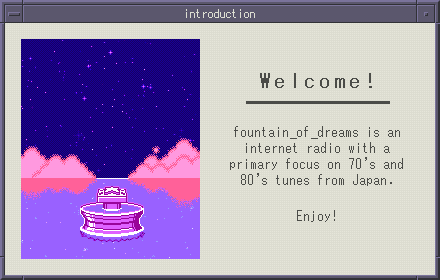 introduction
Welcome!
fountain_of_dreams is an
internet radio with a
primary focus on 70's and
80's tunes from Japan.
Enjoy!